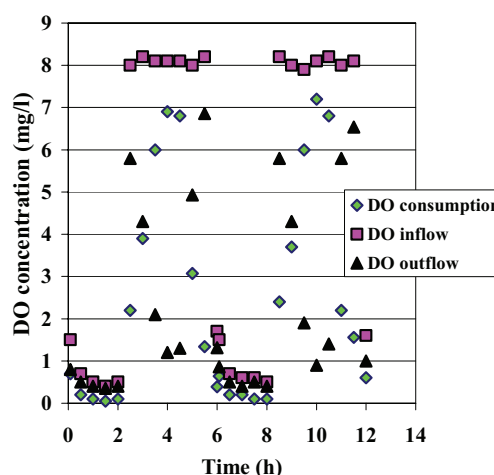 DO concentration (mg/l)
9
8
7
6
5
4
3
2
1
0
0 2 4 6 8 10 12 14
Time (h)
DO consumption
DO inflow
DO outflow